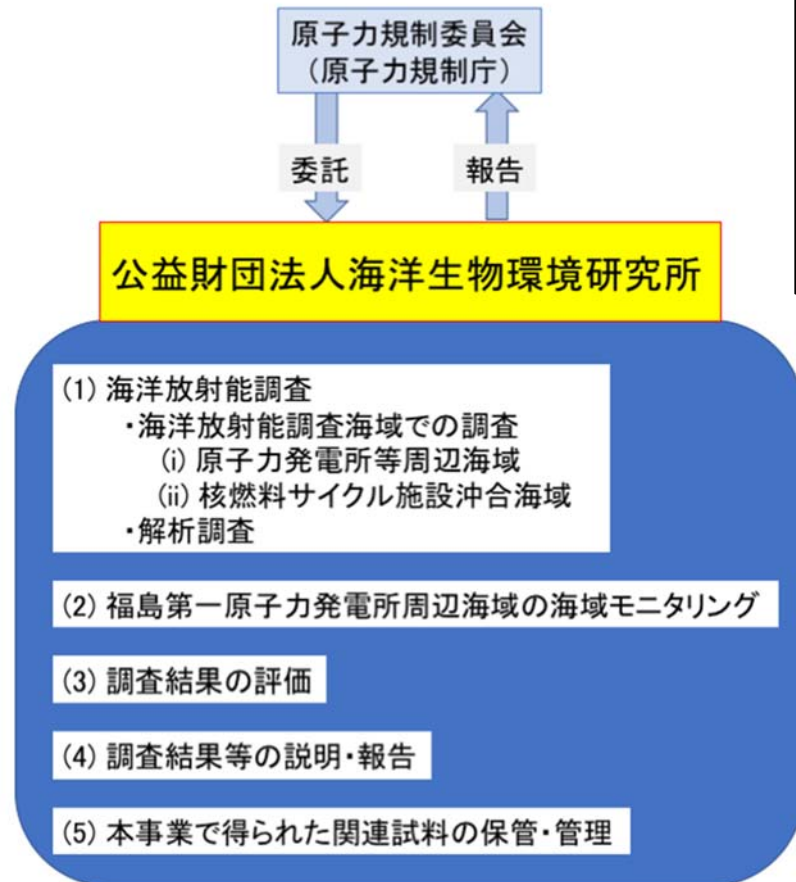 原子力規制委員会
（原子力規制庁）
委託
報告
公益財団法人海洋生物環境研究所
(1) 海洋放射能調査
・海洋放射能調査海域での調査
(i) 原子力発電所等周辺海域
(ii) 核燃料サイクル施設沖合海域
・解析調査
(2) 福島第一原子力発電所周辺海域の海域モニタリング
(3) 調査結果の評価
(4) 調査結果等の説明・報告
(5) 本事業で得られた関連試料の保管・管理